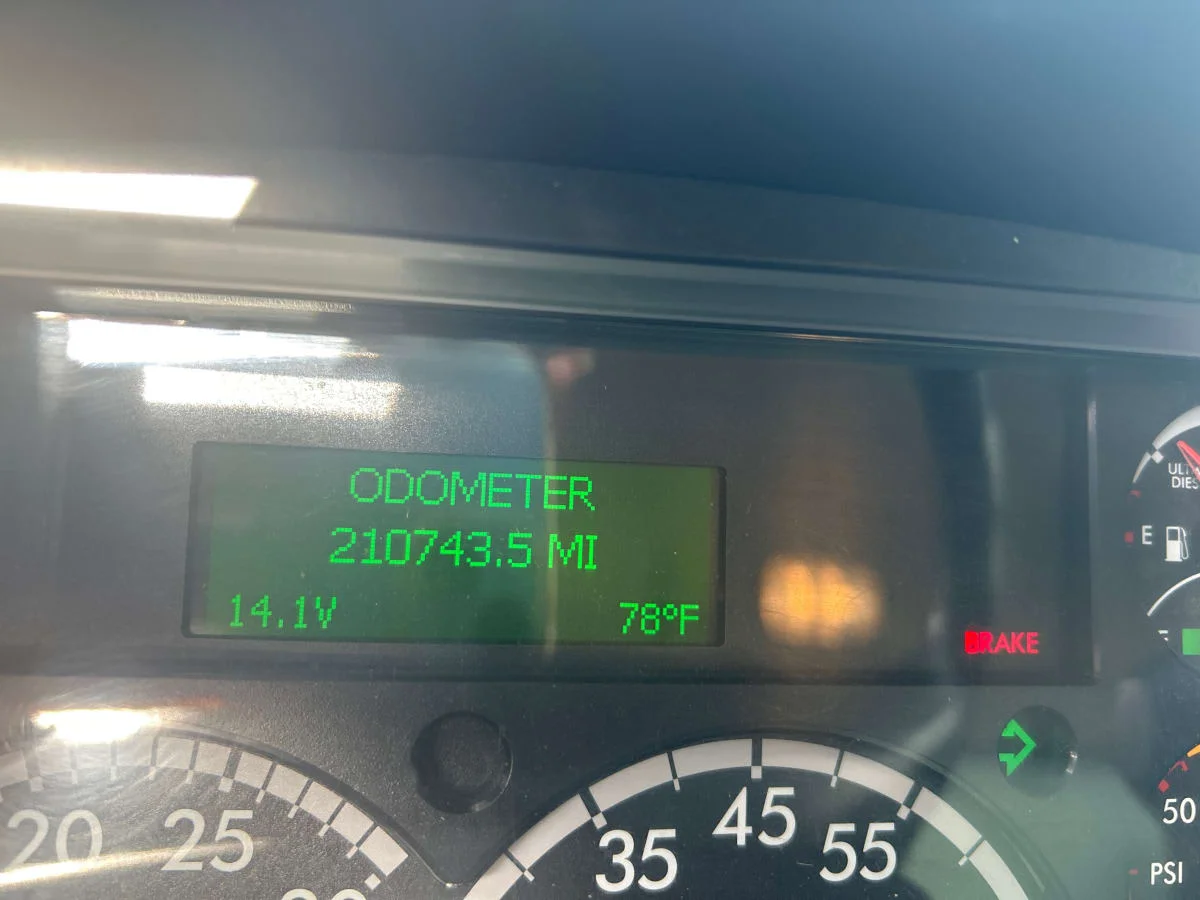 ODOMETER
210743.5 MI
14.1V
78°F
BRAKE
E
20
25
35
45
55
50
PSI